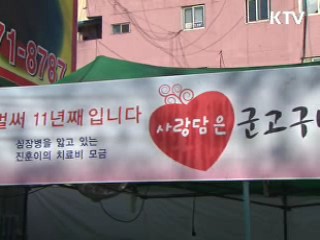 KTV
71-8787
벌써 11년째 입니다
심장병을 앓고 있는
진훈이의 치료비 모금
사랑담은
군고구